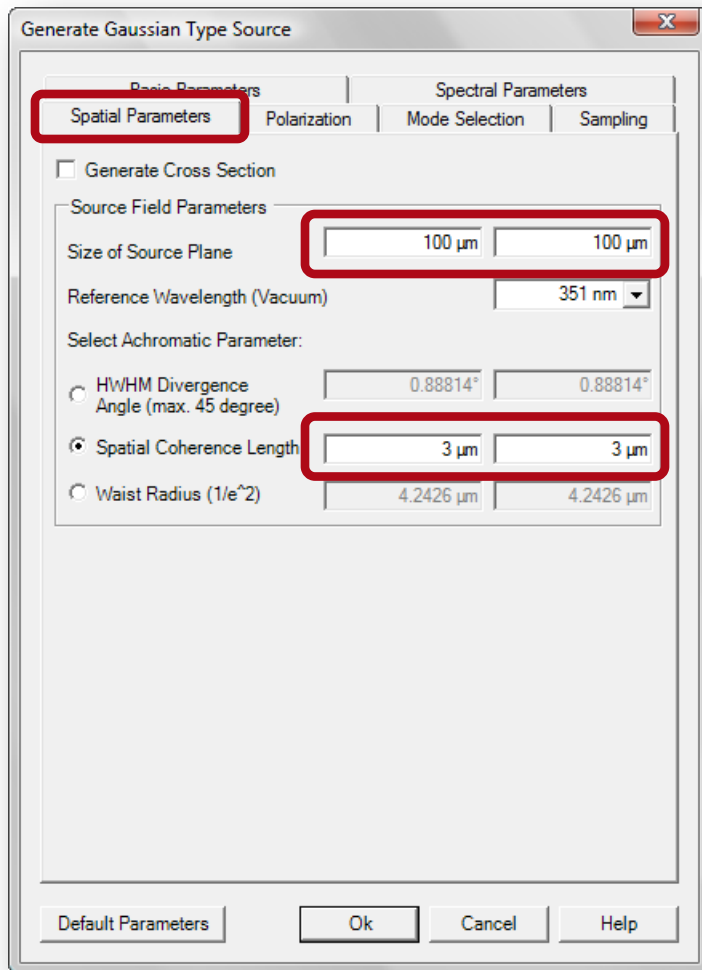 Generate Gaussian Type Source
Basic Parameters Spectral Parameters
Spatial Parameters Polarization Mode Selection Sampling
Generate Cross Section
Source Field Parameters
Size of Source Plane 100 µm 100 µm
Reference Wavelength (Vacuum) 351 nm
Select Achromatic Parameter:
HWHM Divergence
Angle (max. 45 degree) 0.88814° 0.88814°
Spatial Coherence Length 3 µm 3 µm
Waist Radius (1/e^2) 4.2426 µm 4.2426 µm
Default Parameters Ok Cancel Help